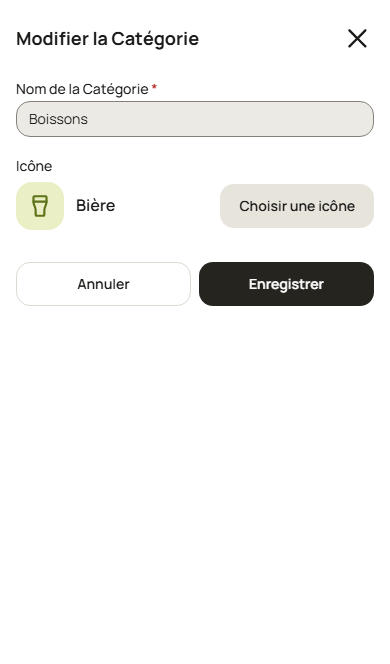 Modifier la Catégorie
Nom de la Catégorie *
Boissons
Icône
Bière
Choisir une icône
Annuler
Enregistrer